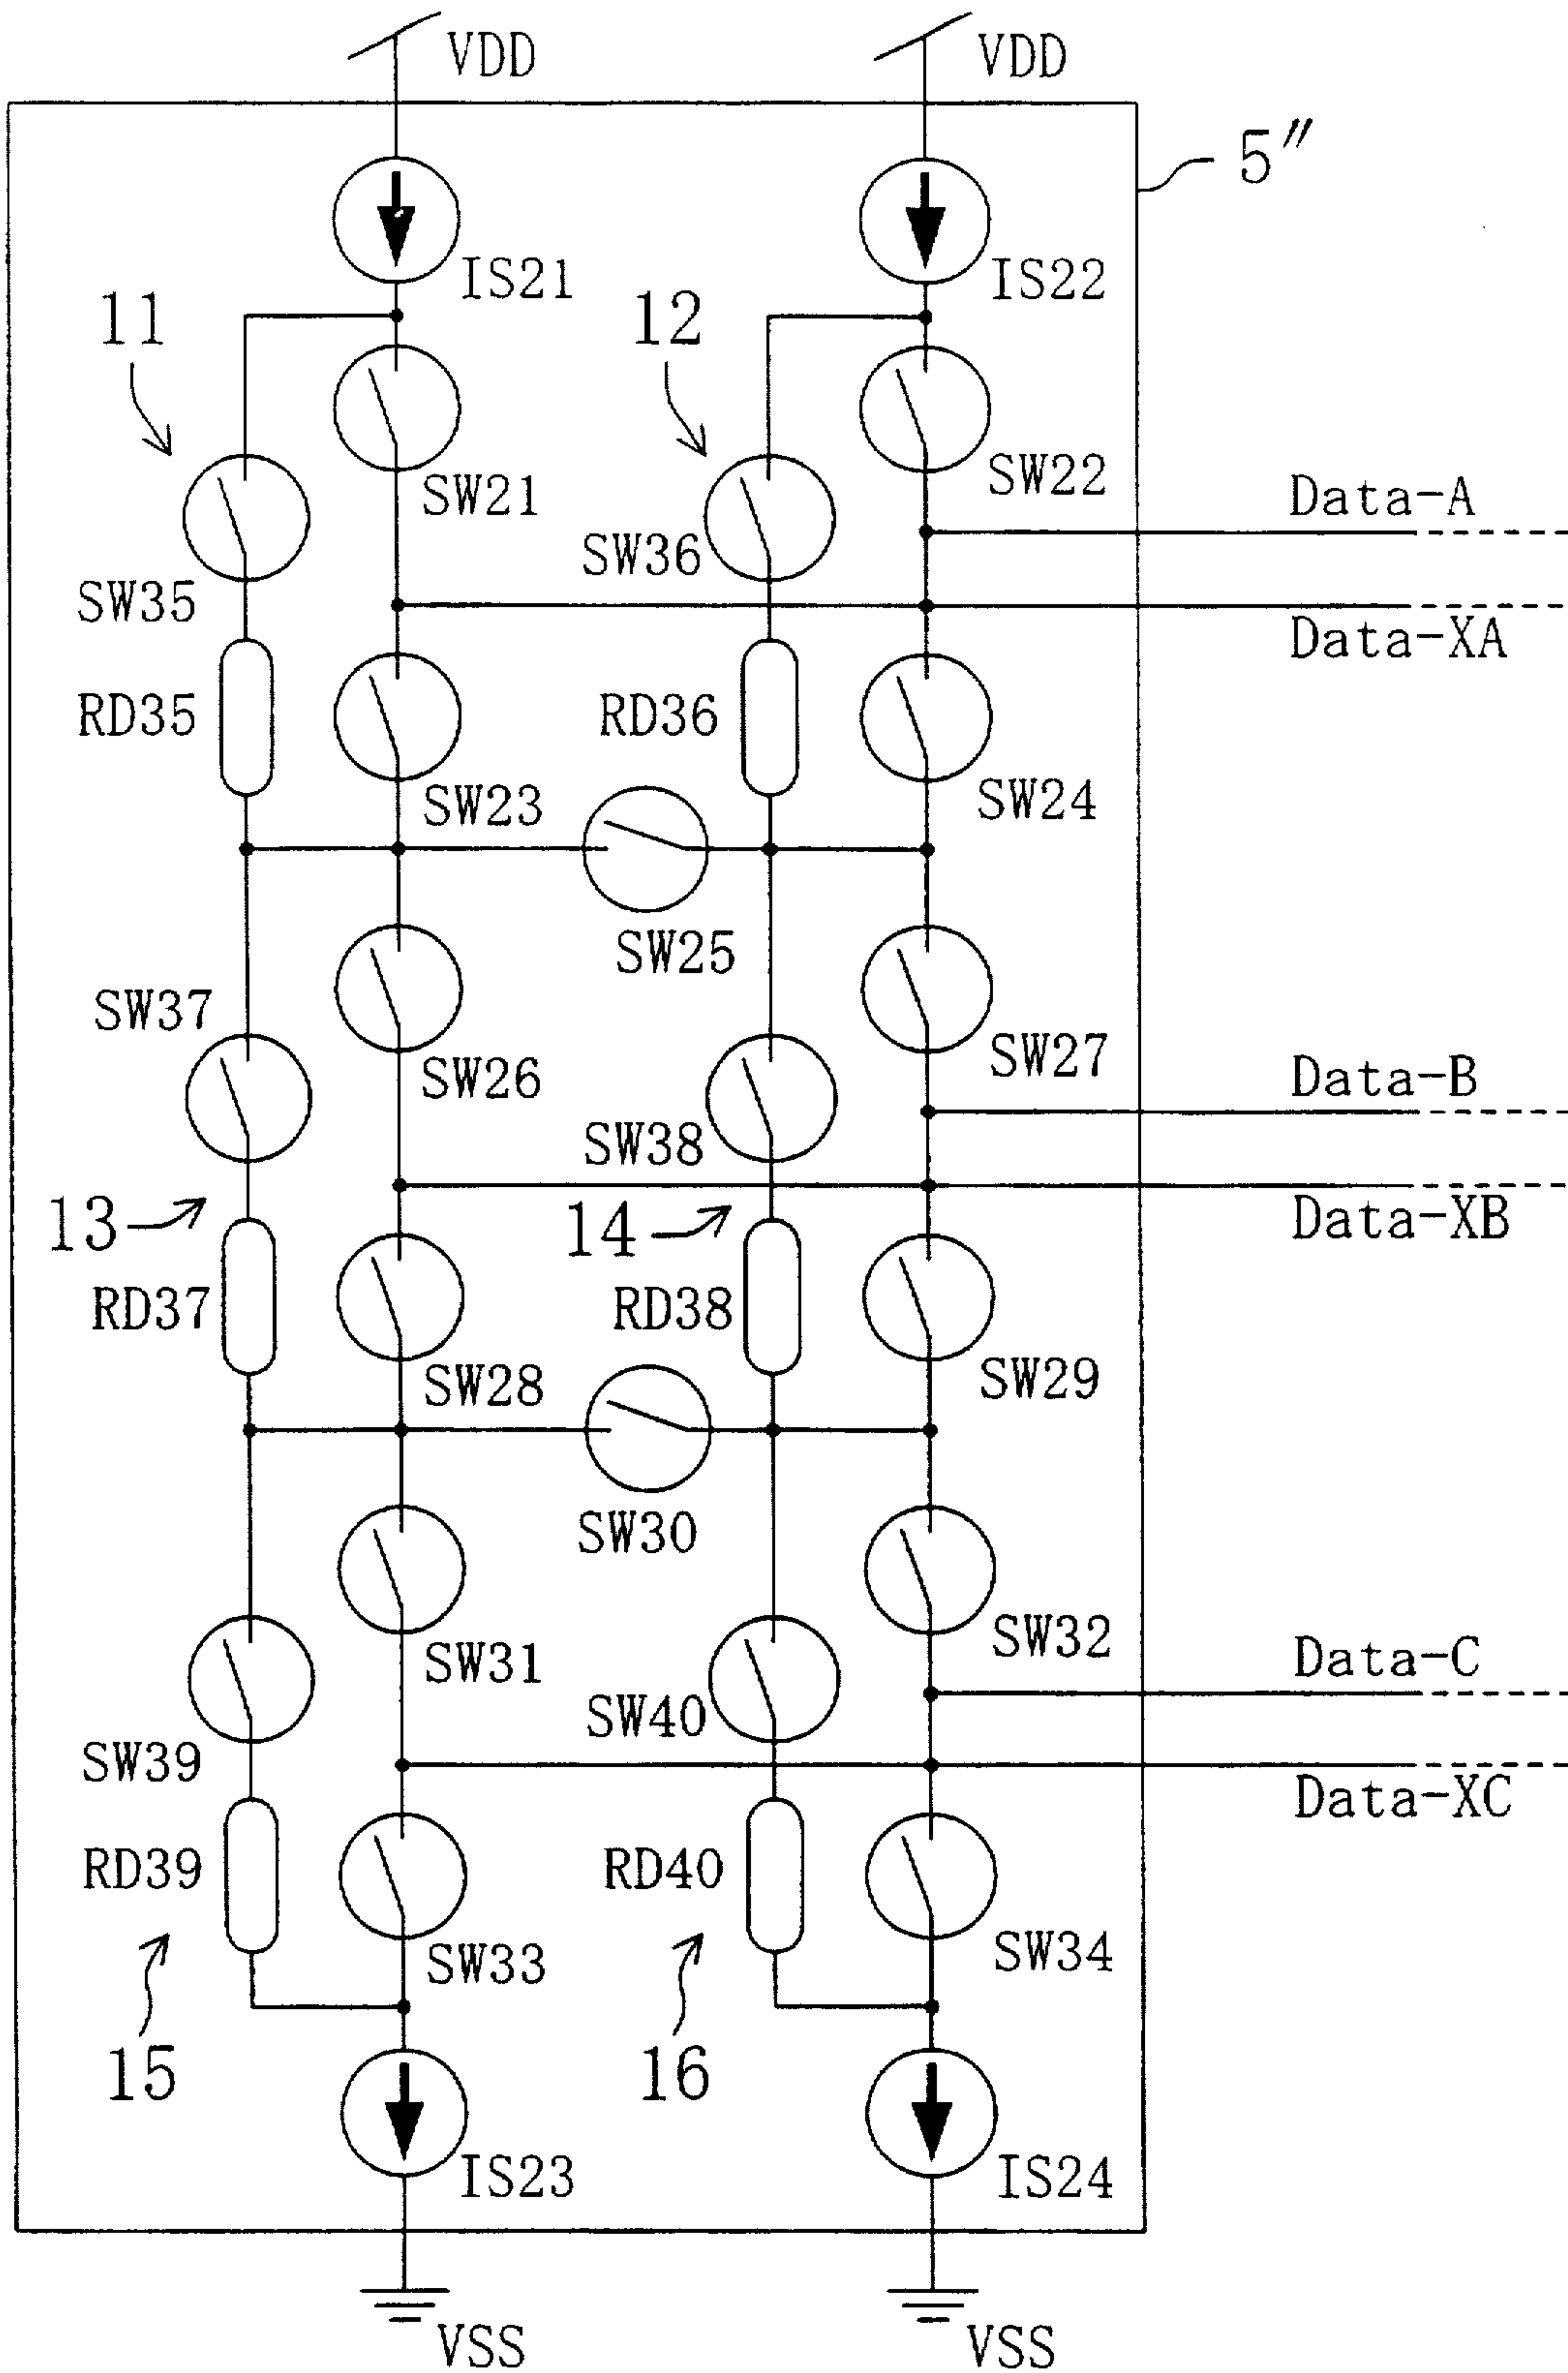 VDD
VDD
5″
IS21
IS22
11
12
SW21
SW22
Data-A
SW36
SW35
Data-XA
RD35
RD36
SW23
SW24
SW25
SW37
SW27
Data-B
SW26
SW38
13
14
Data-XB
RD37
RD38
SW28
SW29
SW30
SW32
SW31
Data-C
SW40
SW39
Data-XC
RD39
RD40
SW33
SW34
15
16
IS23
IS24
VSS
VSS